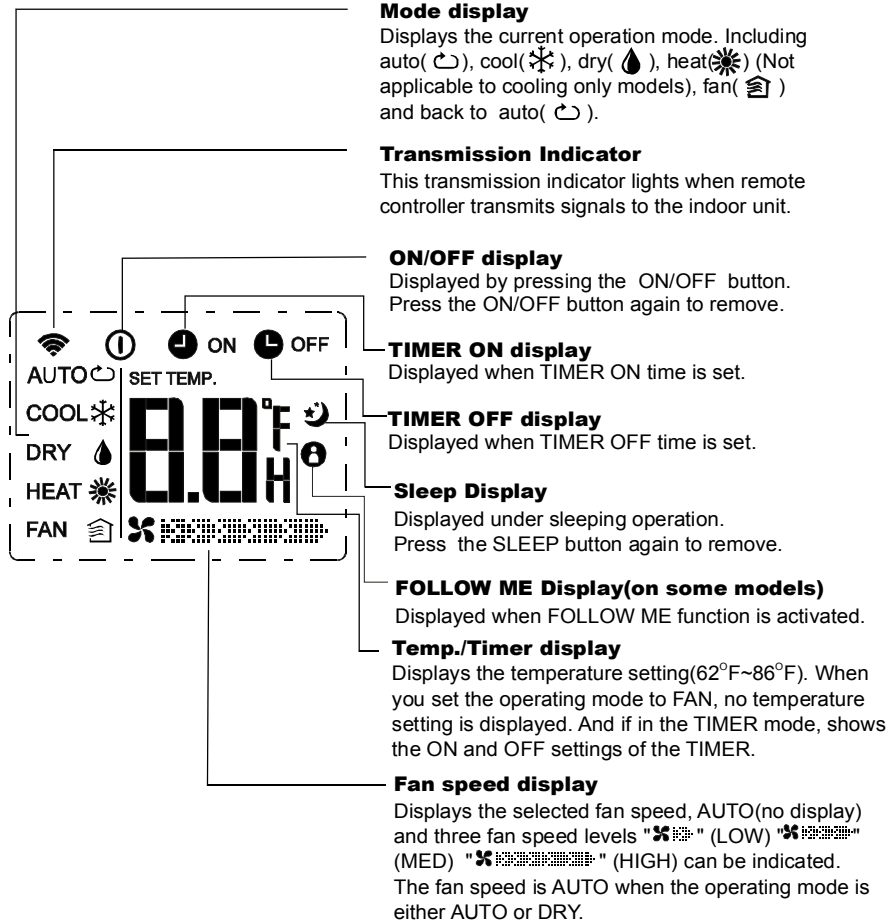 Mode display
Displays the current operation mode. Including
auto( ), cool( ), dry( ), heat( ) (Not
applicable to cooling only models), fan( )
and back to auto( ).
Transmission Indicator
This transmission indicator lights when remote
controller transmits signals to the indoor unit.
ON/OFF display
Displayed by pressing the ON/OFF button.
Press the ON/OFF button again to remove.
TIMER ON display
Displayed when TIMER ON time is set.
TIMER OFF display
Displayed when TIMER OFF time is set.
Sleep Display
Displayed under sleeping operation.
Press the SLEEP button again to remove.
FOLLOW ME Display(on some models)
Displayed when FOLLOW ME function is activated.
Temp./Timer display
Displays the temperature setting(62°F~86°F). When
you set the operating mode to FAN, no temperature
setting is displayed. And if in the TIMER mode, shows
the ON and OFF settings of the TIMER.
Fan speed display
Displays the selected fan speed, AUTO(no display)
and three fan speed levels " " (LOW) " "
(MED) " " (HIGH) can be indicated.
The fan speed is AUTO when the operating mode is
either AUTO or DRY.
ON OFF
AUTO
SET TEMP.
COOL
DRY
HEAT
FAN
8.8°F
H